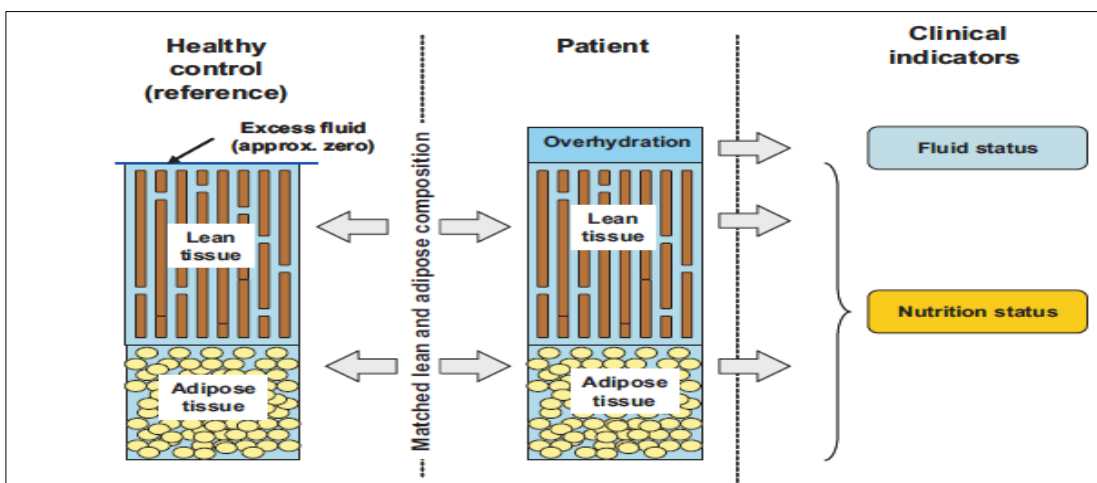 Healthy
control
(reference)
Excess fluid
(approx. zero)
Lean
tissue
Adipose
tissue
Matched lean and adipose composition
Patient
Overhydration
Lean
tissue
Adipose
tissue
Clinical
indicators
Fluid status
Nutrition status